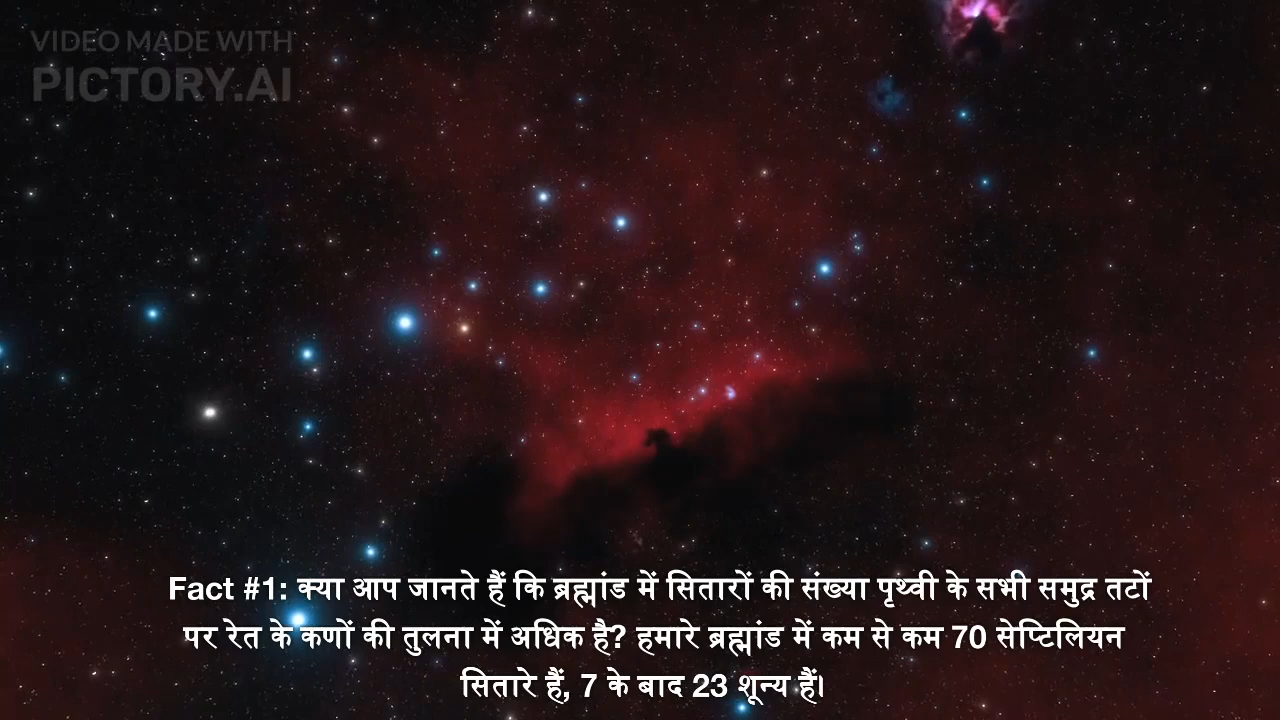 VIDEO MADE WITH
PICTORY.AI
Fact #1: क्या आप जानते हैं कि ब्रह्मांड में सितारों की संख्या पृथ्वी के सभी समुद्र तटों
पर रेत के कणों की तुलना में अधिक है? हमारे ब्रह्मांड में कम से कम 70 सेप्टिलियन
सितारे हैं, 7 के बाद 23 शून्य हैं।